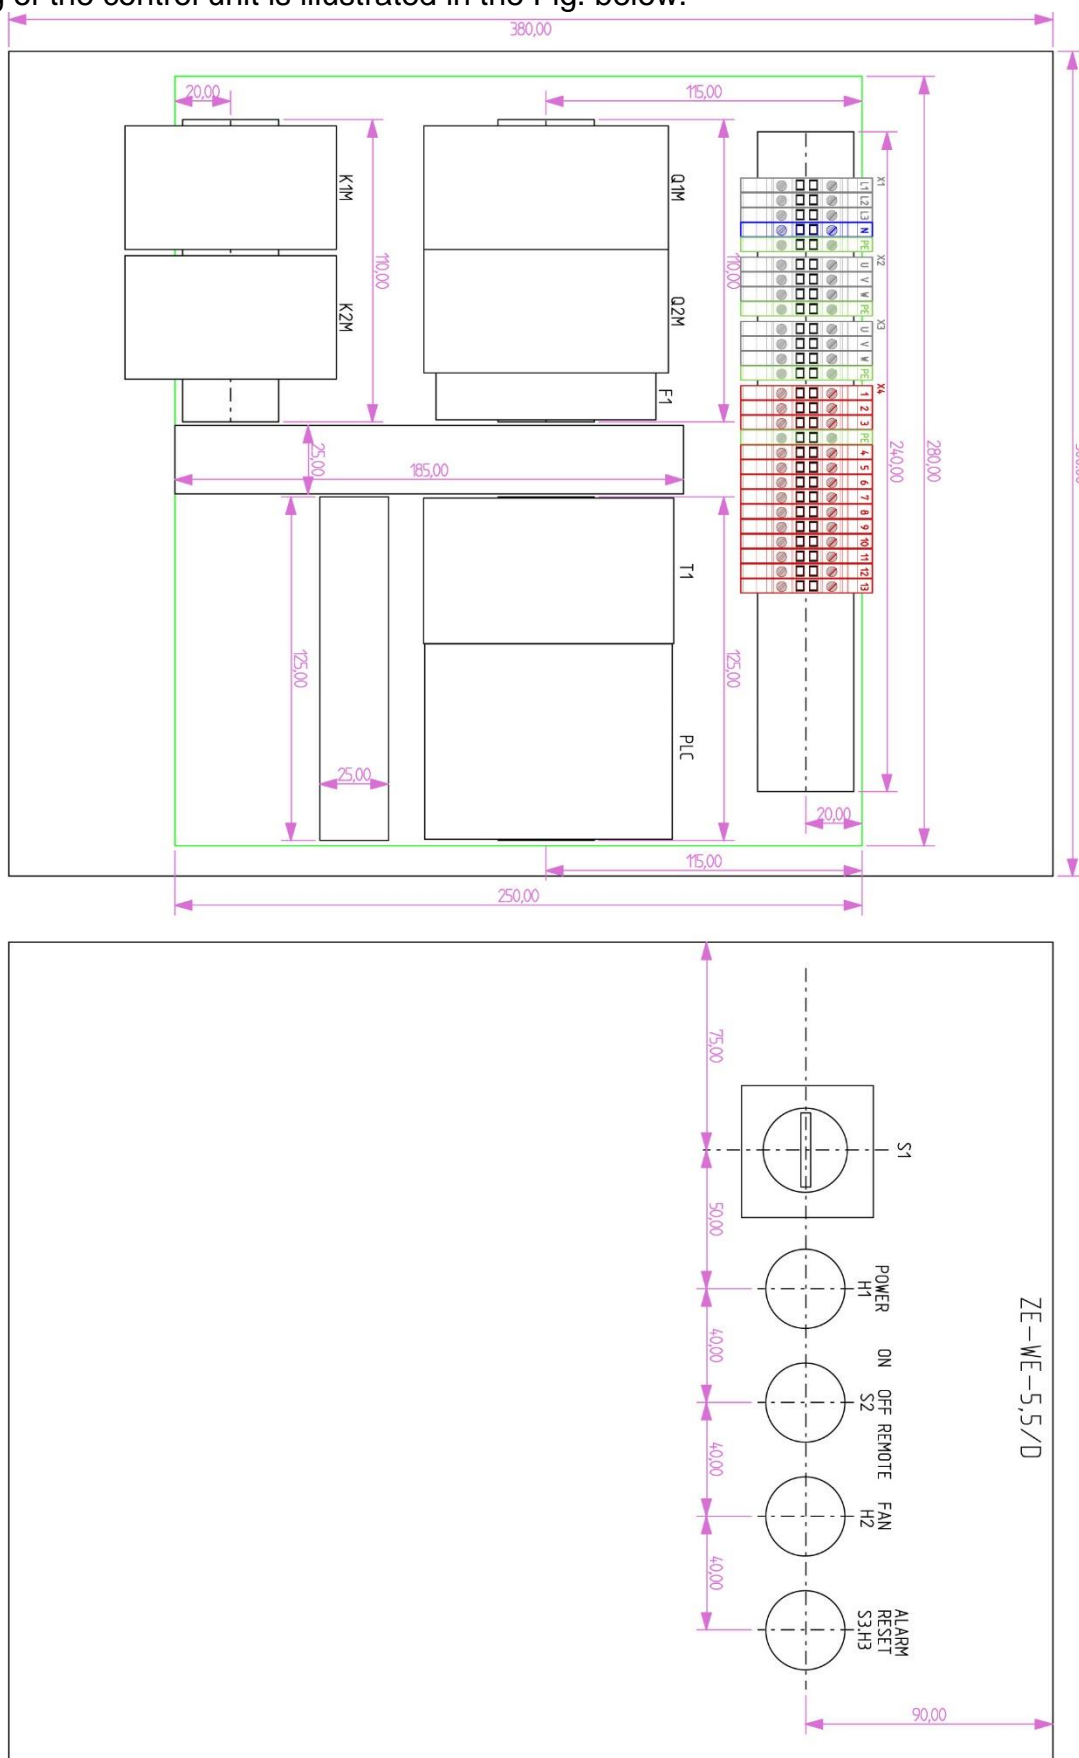 g of the control unit is illustrated in the Fig. below.
380,00
20,00
115,00
K1M
Q1M
X1
L1
L2
L3
N
PE
110,00
110,00
X2
U
V
W
PE
K2M
Q2M
X3
U
V
W
PE
F1
X4
1
2
3
PE
4
5
6
7
8
9
10
11
12
13
240,00
280,00
25,00
185,00
T1
125,00
125,00
PLC
25,00
20,00
115,00
250,00
75,00
S1
50,00
POWER
H1
40,00
ON OFF REMOTE
S2
40,00
FAN
H2
40,00
ALARM
RESET
S3.H3
ZE-WE-5,5/D
90,00